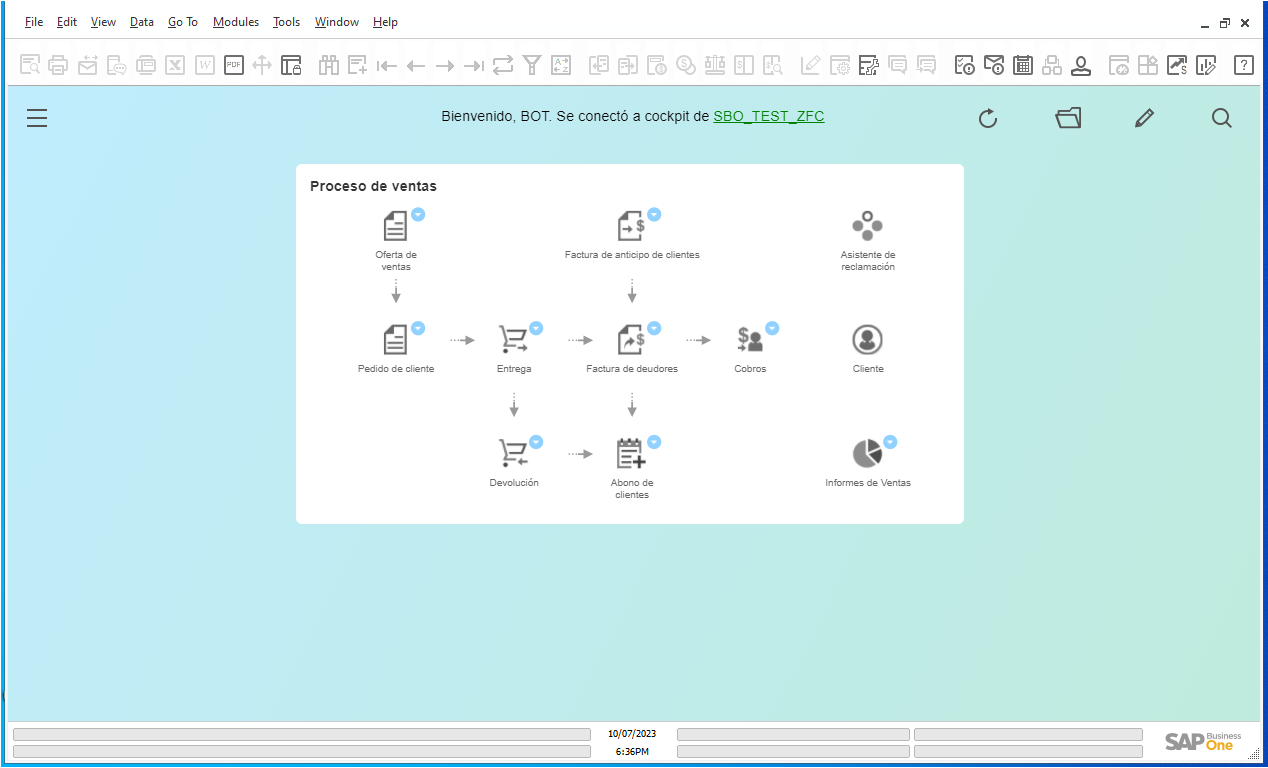 File Edit View Data Go To Modules Tools Window Help
Bienvenido, BOT. Se conectó a cockpit de SBO_TEST_ZFC
Proceso de ventas
Oferta de
ventas
Factura de anticipo de clientes
Asistente de
reclamación
Pedido de cliente
Entrega
Factura de deudores
Cobros
Cliente
Devolución
Abono de
clientes
Informes de Ventas
10/07/2023
6:36PM
SAP Business
One